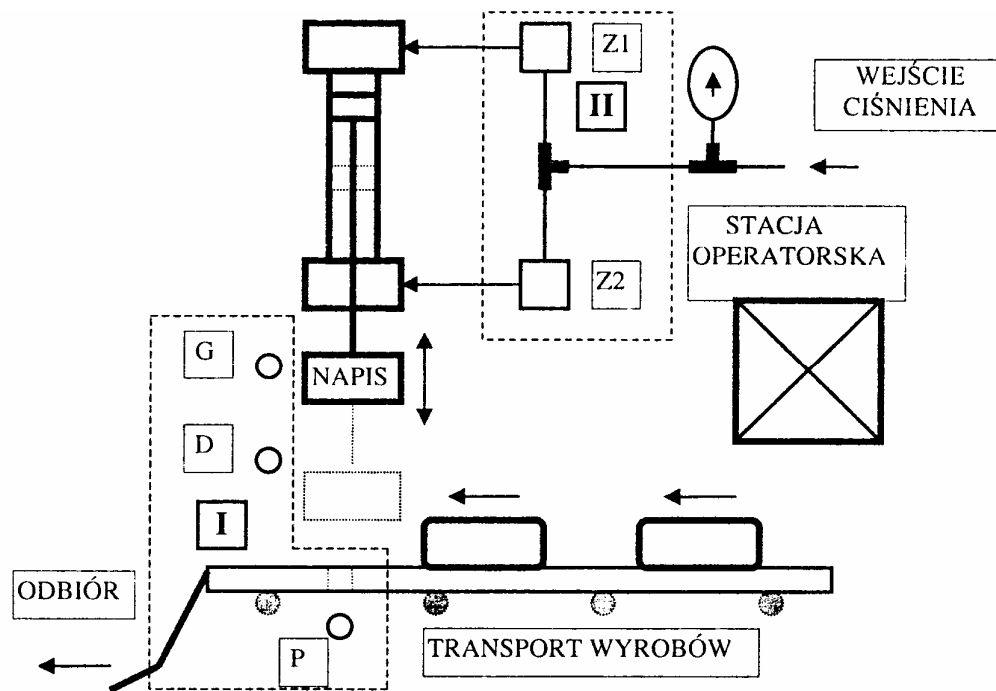 Z1
WEJŚCIE
CIŚNIENIA
II
STACJA
OPERATORSKA
Z2
G
NAPIS
D
I
ODBIÓR
TRANSPORT WYROBÓW
P